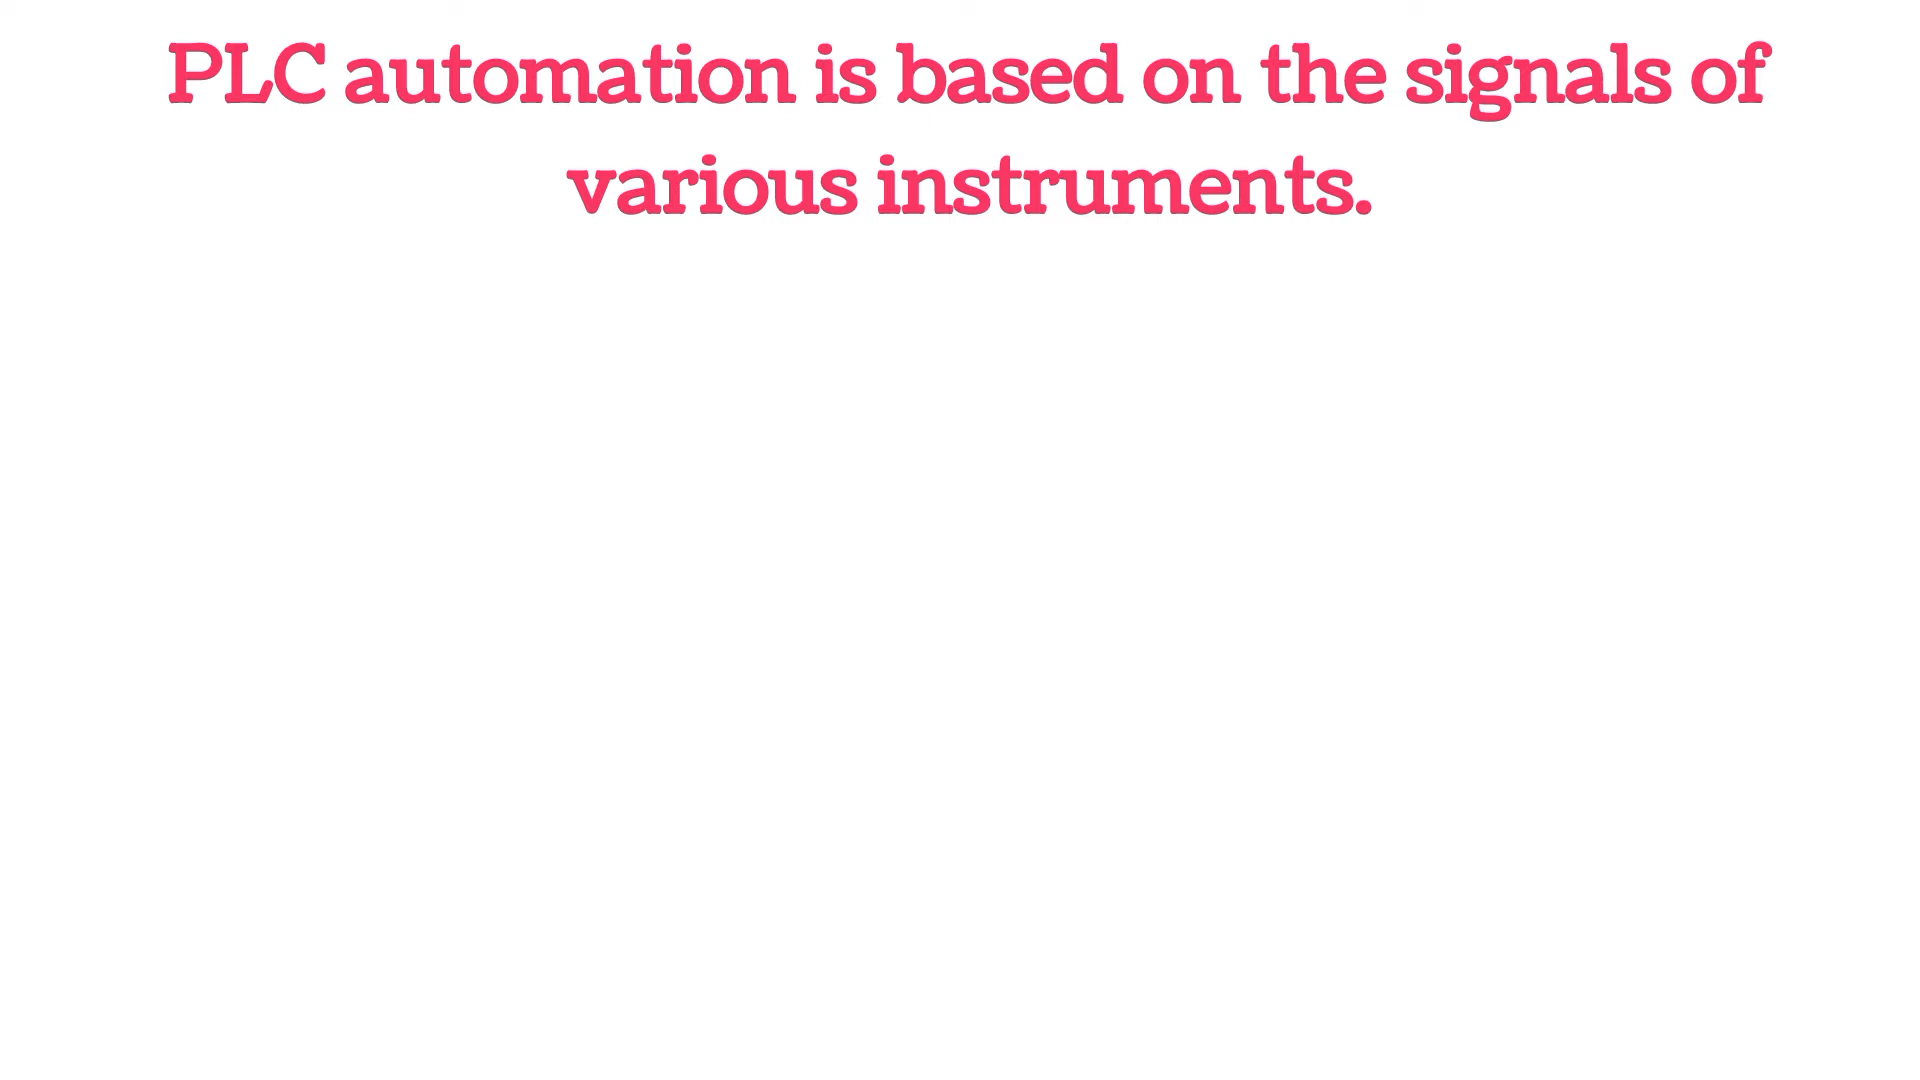 PLC automation is based on the signals of
various instruments.